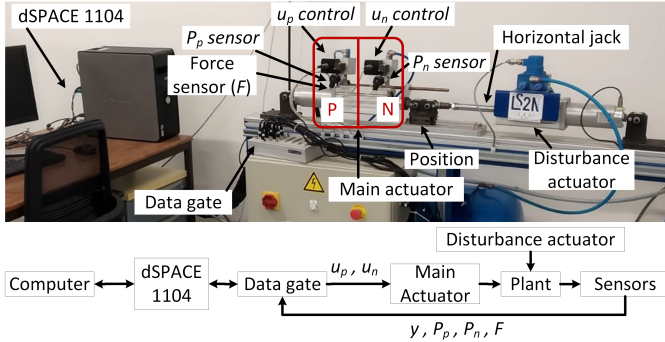 dSPACE 1104
u_p control
u_n control
P_p sensor
P_n sensor
Horizontal jack
Force
sensor (F)
P
N
LS2N
Position
Disturbance
actuator
Data gate
Main actuator
Disturbance actuator
Computer
dSPACE
1104
Data gate
u_p , u_n
Main
Actuator
Plant
Sensors
y , P_p , P_n , F